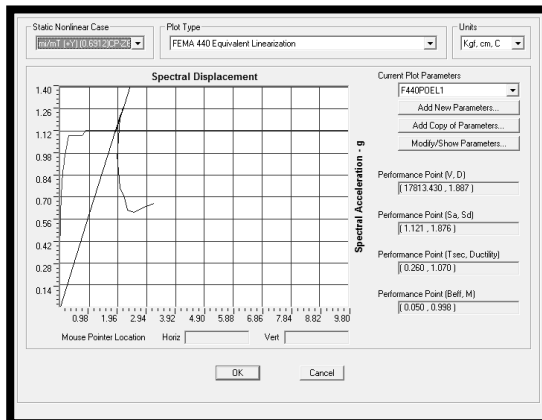 Static Nonlinear Case
Plot Type
FEMA 440 Equivalent Linearization
Units
Kgf, cm, C
Spectral Displacement
1.40
1.26
1.12
0.98
0.84
0.70
0.56
0.42
0.28
0.14
0.98 1.96 2.94 3.92 4.90 5.88 6.86 7.84 8.82 9.80
Spectral Acceleration - g
Mouse Pointer Location Horiz Vert
Current Plot Parameters
F440POEL1
Add New Parameters...
Add Copy of Parameters...
Modify/Show Parameters...
Performance Point (V, D)
( 17813.430 , 1.887 )
Performance Point (Sa, Sd)
( 1.121 , 1.876 )
Performance Point (Tsec, Ductility)
( 0.260 , 1.070 )
Performance Point (Beff, M)
( 0.050 , 0.998 )
OK
Cancel